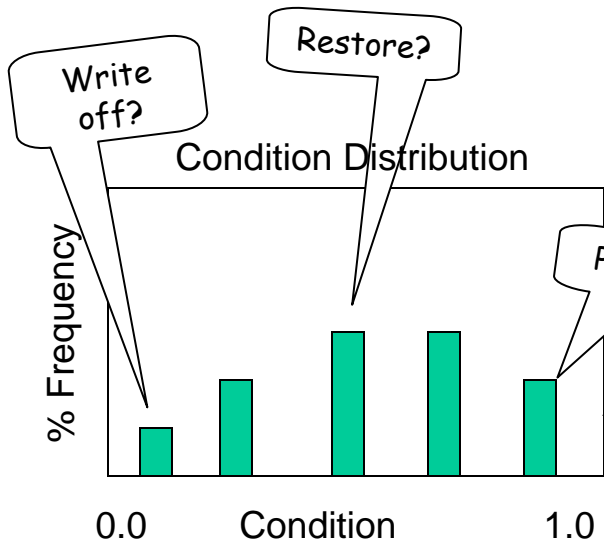 Restore?
Write
off?
Condition Distribution
% Frequency
0.0 Condition 1.0